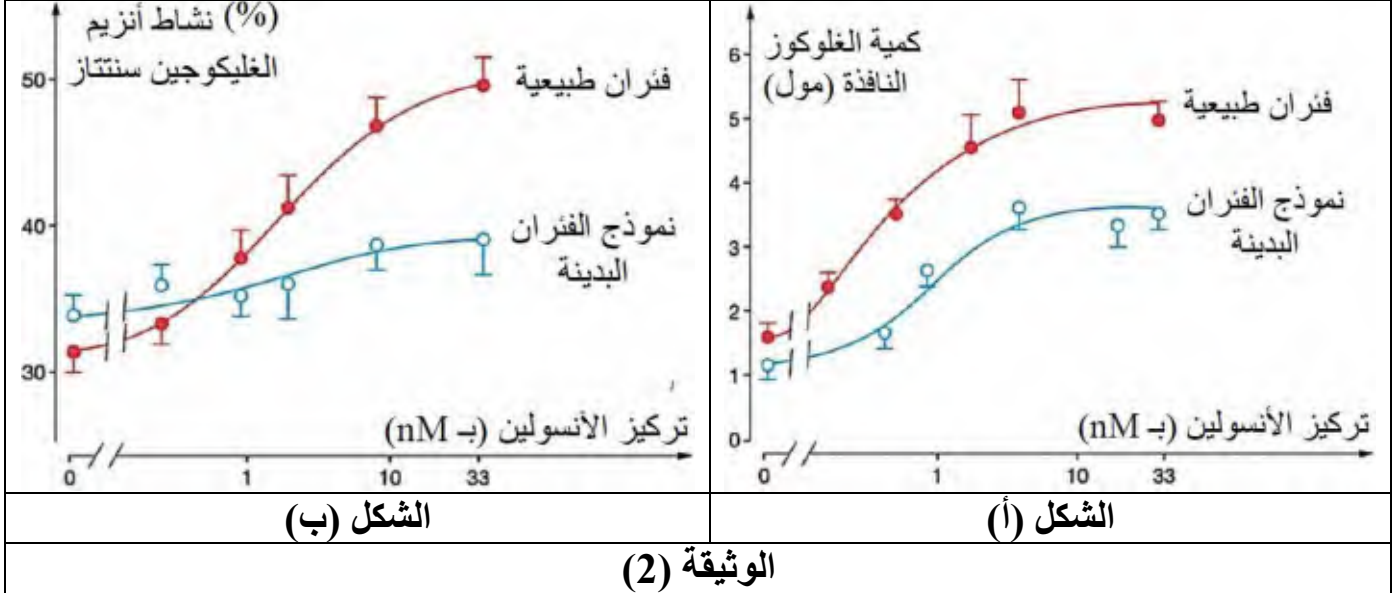 كمية الغلوكوز
النافذة (مول)
6
5
4
3
2
1
0
فئران طبيعية
نموذج الفئران
البدينة
تركيز الأنسولين (بـ nM)
0 1 10 33
الشكل (أ)
(%) نشاط أنزيم
الغليكوجين سنتتاز
50
40
30
فئران طبيعية
نموذج الفئران
البدينة
تركيز الأنسولين (بـ nM)
0 1 10 33
الشكل (ب)
الوثيقة (2)